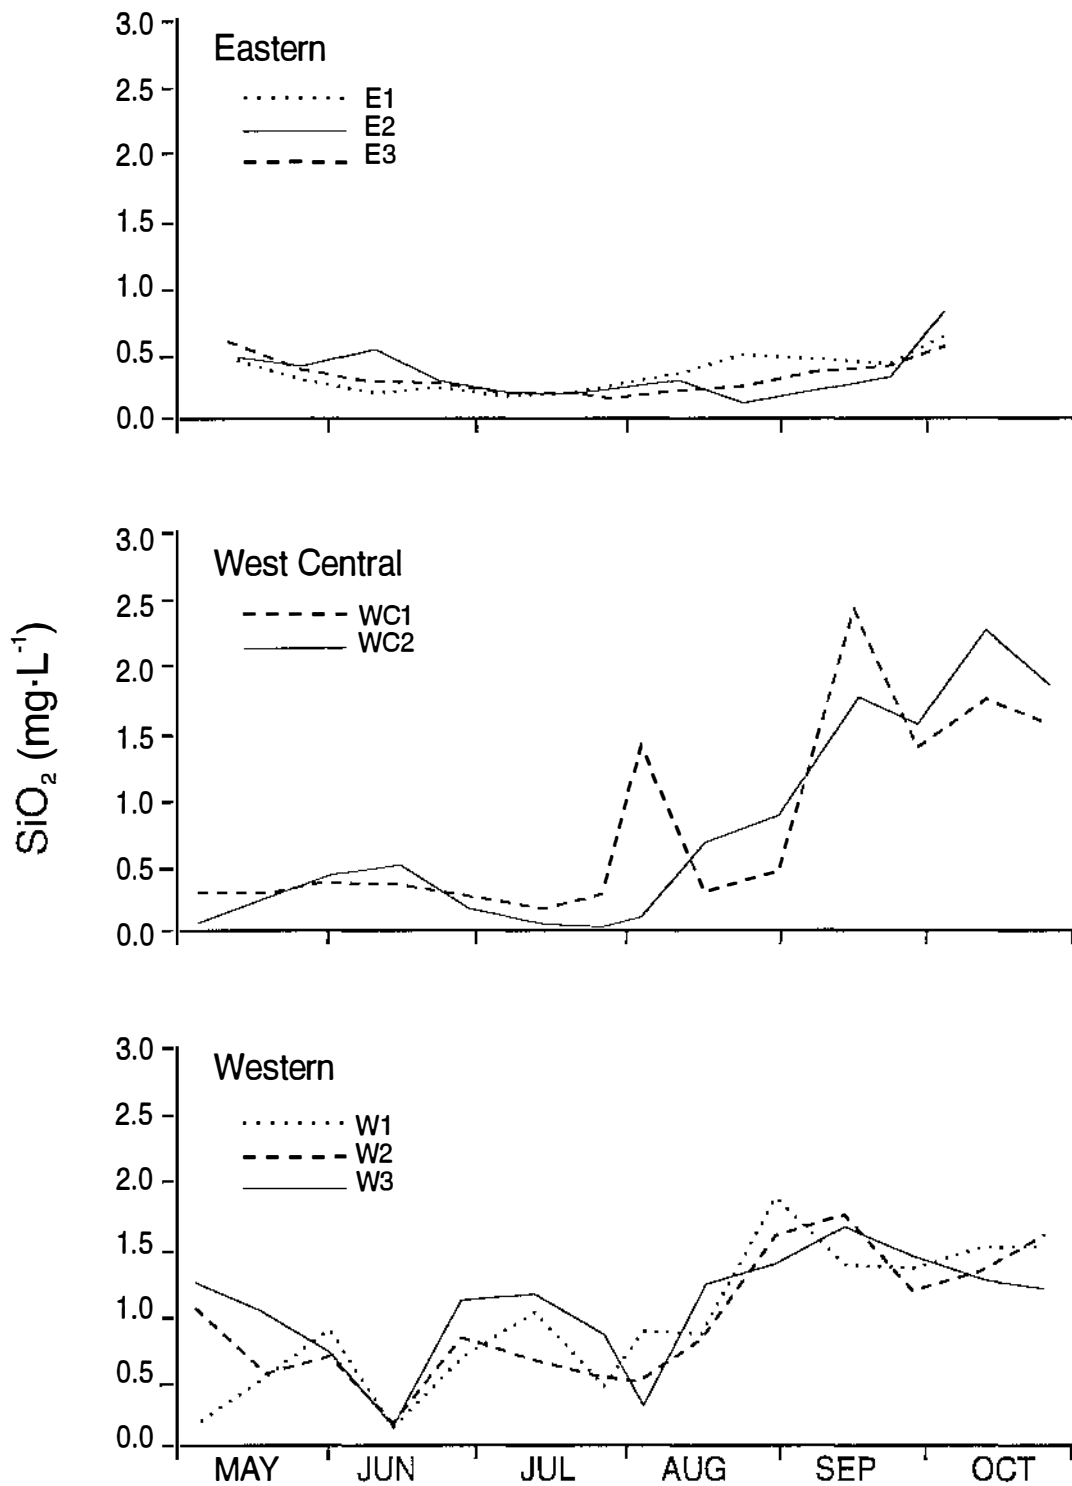 3.0
Eastern
2.5
E1
E2
E3
2.0
1.5
1.0
0.5
0.0
SiO₂ (mg·L⁻¹)
3.0
West Central
2.5
WC1
WC2
2.0
1.5
1.0
0.5
0.0
3.0
Western
2.5
W1
W2
W3
2.0
1.5
1.0
0.5
0.0
MAY JUN JUL AUG SEP OCT